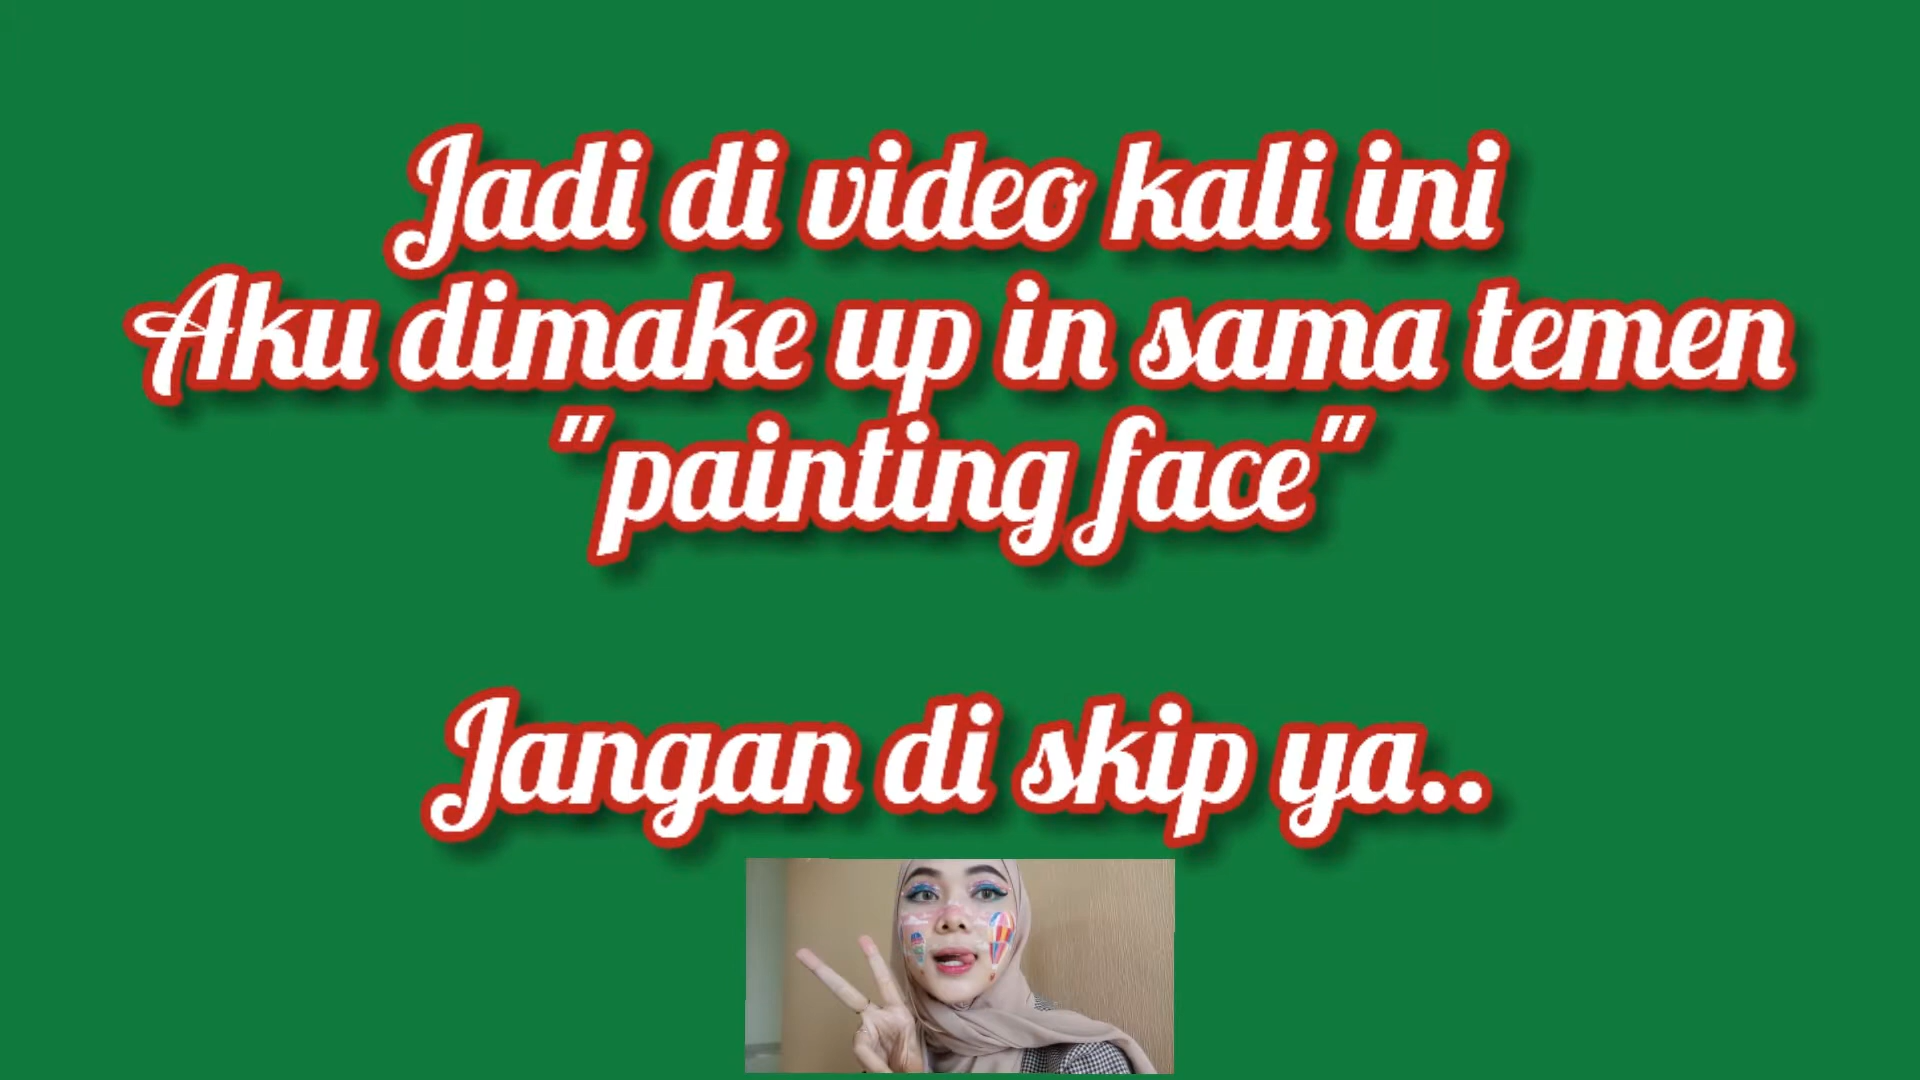 Jadi di video kali ini
Aku dimake up in sama temen
"painting face"
Jangan di skip ya..